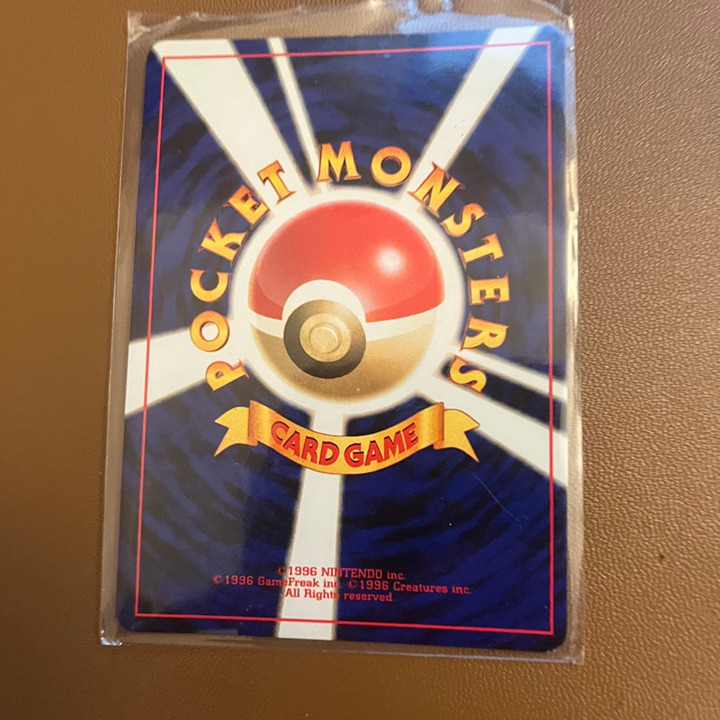 POCKET MONSTERS
CARD GAME
©1996 NINTENDO inc.
©1996 GameFreak inc. ©1996 Creatures inc.
All Rights reserved.